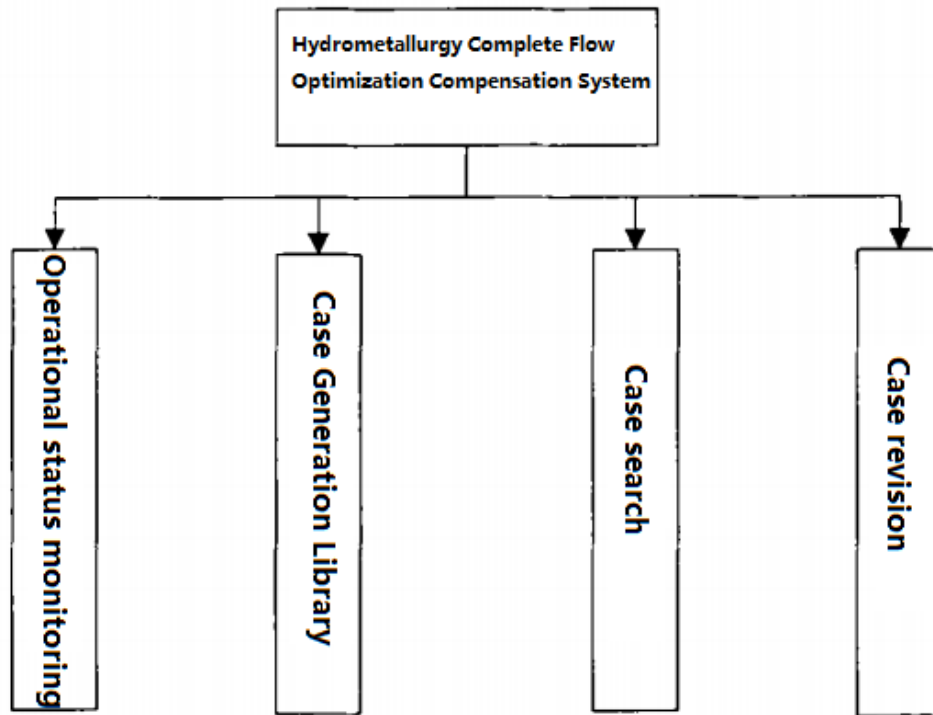 Hydrometallurgy Complete Flow
Optimization Compensation System
Operational status monitoring
Case Generation Library
Case search
Case revision